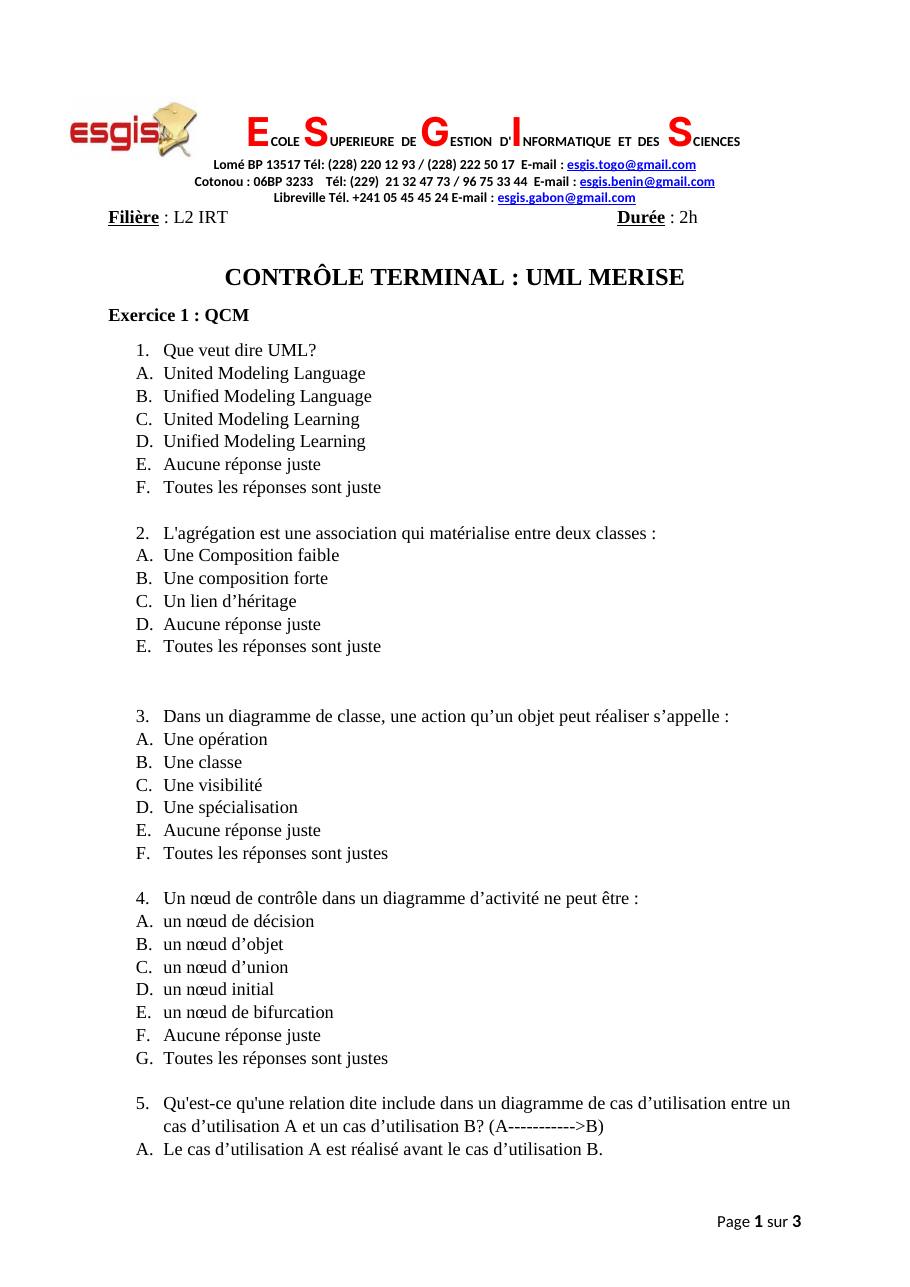 esgis
ECOLE SUPERIEURE DE GESTION D'INFORMATIQUE ET DES SCIENCES
Lomé BP 13517 Tél: (228) 220 12 93 / (228) 222 50 17 E-mail : esgis.togo@gmail.com
Cotonou : 06BP 3233 Tél: (229) 21 32 47 73 / 96 75 33 44 E-mail : esgis.benin@gmail.com
Libreville Tél. +241 05 45 45 24 E-mail : esgis.gabon@gmail.com
Filière : L2 IRT Durée : 2h
CONTRÔLE TERMINAL : UML MERISE
Exercice 1 : QCM
1. Que veut dire UML?
A. United Modeling Language
B. Unified Modeling Language
C. United Modeling Learning
D. Unified Modeling Learning
E. Aucune réponse juste
F. Toutes les réponses sont juste
2. L'agrégation est une association qui matérialise entre deux classes :
A. Une Composition faible
B. Une composition forte
C. Un lien d’héritage
D. Aucune réponse juste
E. Toutes les réponses sont juste
3. Dans un diagramme de classe, une action qu’un objet peut réaliser s’appelle :
A. Une opération
B. Une classe
C. Une visibilité
D. Une spécialisation
E. Aucune réponse juste
F. Toutes les réponses sont justes
4. Un nœud de contrôle dans un diagramme d’activité ne peut être :
A. un nœud de décision
B. un nœud d’objet
C. un nœud d’union
D. un nœud initial
E. un nœud de bifurcation
F. Aucune réponse juste
G. Toutes les réponses sont justes
5. Qu'est-ce qu'une relation dite include dans un diagramme de cas d’utilisation entre un
cas d’utilisation A et un cas d’utilisation B? (A----------->B)
A. Le cas d’utilisation A est réalisé avant le cas d’utilisation B.
Page 1 sur 3